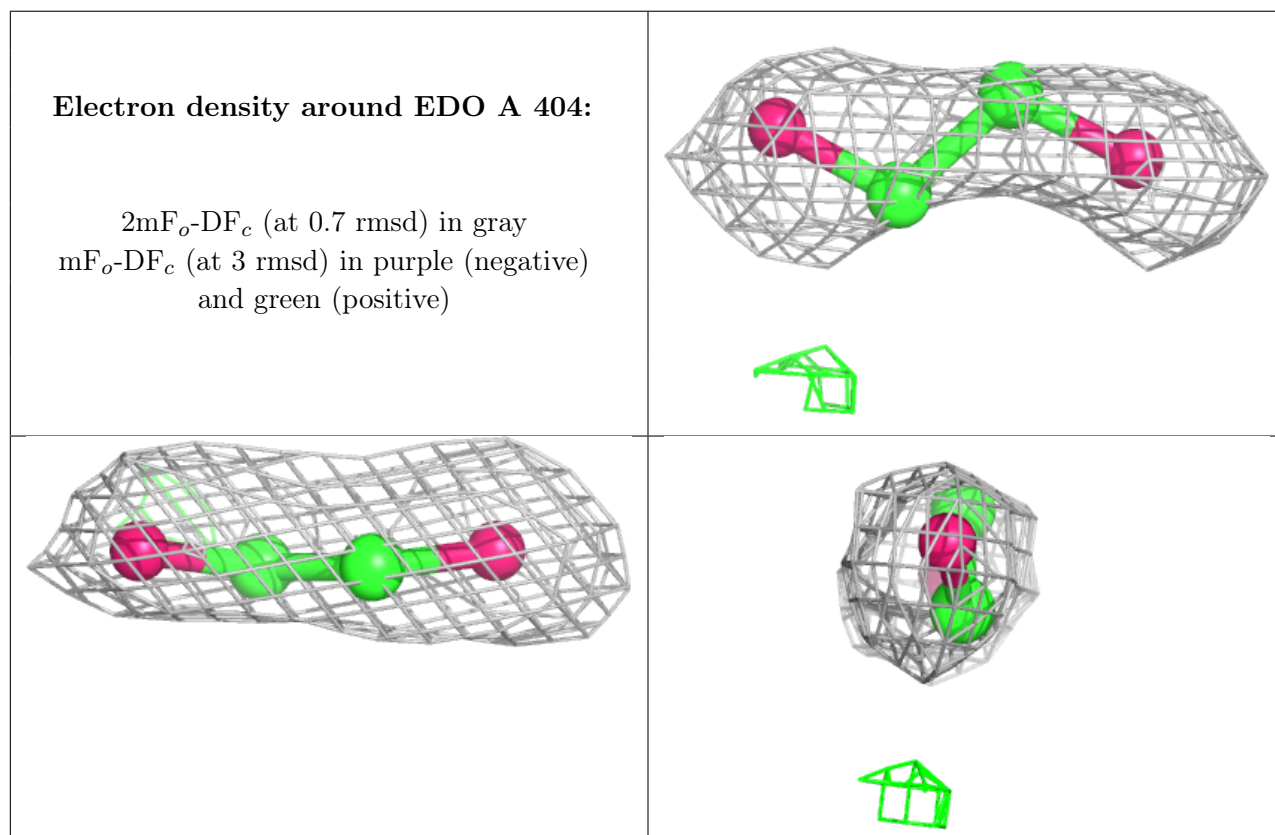 Electron density around EDO A 404:
2mFₒ-DF𝒸 (at 0.7 rmsd) in gray
mFₒ-DF𝒸 (at 3 rmsd) in purple (negative)
and green (positive)